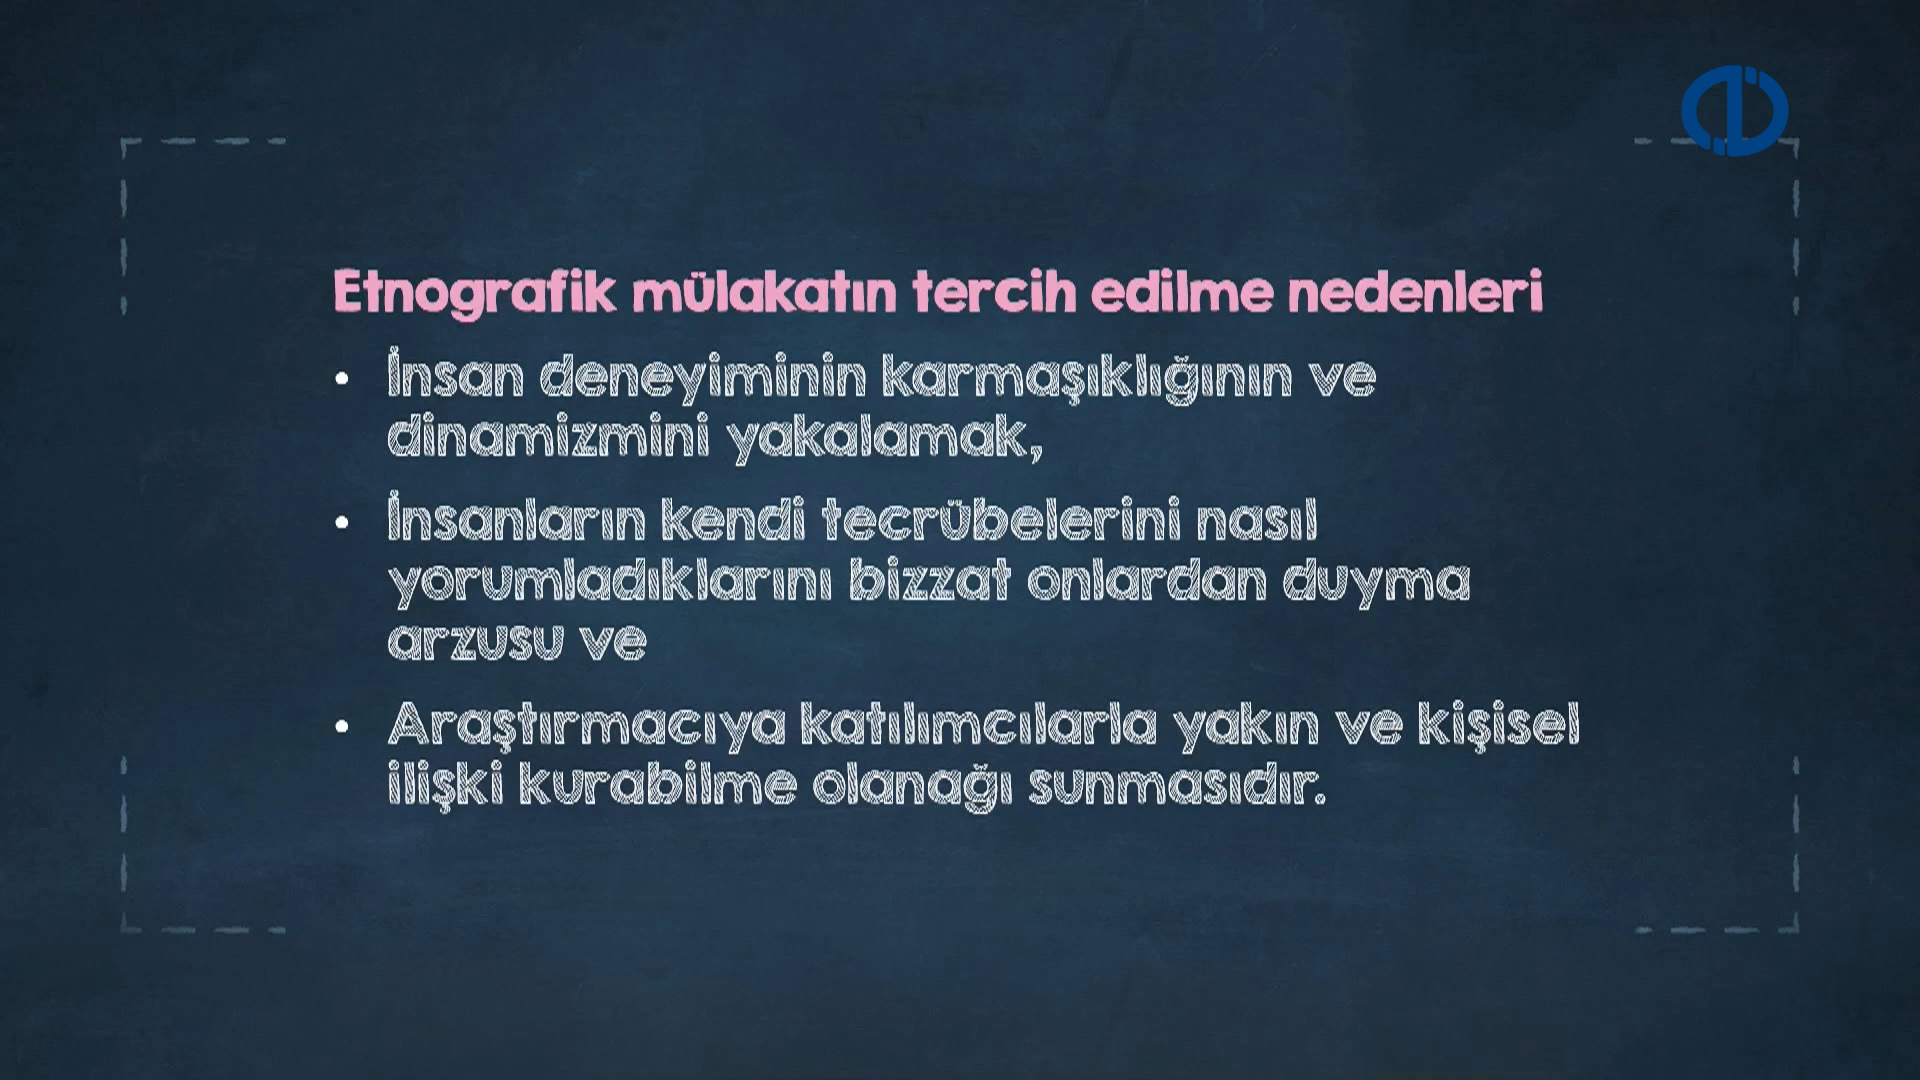 Etnografik mülakatın tercih edilme nedenleri
• İnsan deneyiminin karmaşıklığının ve
dinamizmini yakalamak,
• İnsanların kendi tecrübelerini nasıl
yorumladıklarını bizzat onlardan duyma
arzusu ve
• Araştırmacıya katılımcılarla yakın ve kişisel
ilişki kurabilme olanağı sunmasıdır.